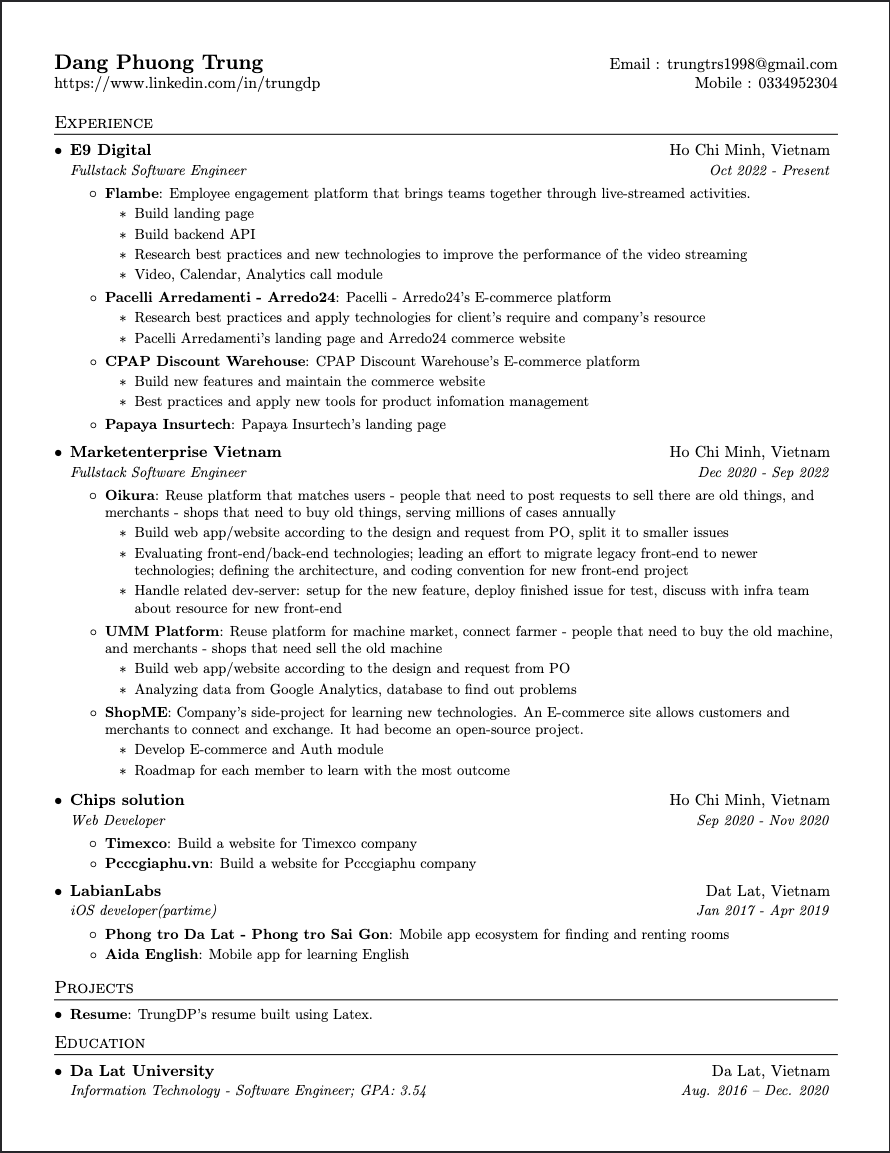 Dang Phuong Trung
Email : trungtrs1998@gmail.com
https://www.linkedin.com/in/trungdp
Mobile : 0334952304
Experience
• E9 Digital
Ho Chi Minh, Vietnam
Fullstack Software Engineer
Oct 2022 - Present
◦ Flambe: Employee engagement platform that brings teams together through live-streamed activities.
∗ Build landing page
∗ Build backend API
∗ Research best practices and new technologies to improve the performance of the video streaming
∗ Video, Calendar, Analytics call module
◦ Pacelli Arredamenti - Arredo24: Pacelli - Arredo24's E-commerce platform
∗ Research best practices and apply technologies for client's require and company's resource
∗ Pacelli Arredamenti's landing page and Arredo24 commerce website
◦ CPAP Discount Warehouse: CPAP Discount Warehouse's E-commerce platform
∗ Build new features and maintain the commerce website
∗ Best practices and apply new tools for product infomation management
◦ Papaya Insurtech: Papaya Insurtech's landing page
• Marketenterprise Vietnam
Ho Chi Minh, Vietnam
Fullstack Software Engineer
Dec 2020 - Sep 2022
◦ Oikura: Reuse platform that matches users - people that need to post requests to sell there are old things, and
merchants - shops that need to buy old things, serving millions of cases annually
∗ Build web app/website according to the design and request from PO, split it to smaller issues
∗ Evaluating front-end/back-end technologies; leading an effort to migrate legacy front-end to newer
technologies; defining the architecture, and coding convention for new front-end project
∗ Handle related dev-server: setup for the new feature, deploy finished issue for test, discuss with infra team
about resource for new front-end
◦ UMM Platform: Reuse platform for machine market, connect farmer - people that need to buy the old machine,
and merchants - shops that need sell the old machine
∗ Build web app/website according to the design and request from PO
∗ Analyzing data from Google Analytics, database to find out problems
◦ ShopME: Company's side-project for learning new technologies. An E-commerce site allows customers and
merchants to connect and exchange. It had become an open-source project.
∗ Develop E-commerce and Auth module
∗ Roadmap for each member to learn with the most outcome
• Chips solution
Ho Chi Minh, Vietnam
Web Developer
Sep 2020 - Nov 2020
◦ Timexco: Build a website for Timexco company
◦ Pcccgiaphu.vn: Build a website for Pcccgiaphu company
• LabianLabs
Dat Lat, Vietnam
iOS developer(partime)
Jan 2017 - Apr 2019
◦ Phong tro Da Lat - Phong tro Sai Gon: Mobile app ecosystem for finding and renting rooms
◦ Aida English: Mobile app for learning English
Projects
• Resume: TrungDP's resume built using Latex.
Education
• Da Lat University
Da Lat, Vietnam
Information Technology - Software Engineer; GPA: 3.54
Aug. 2016 – Dec. 2020